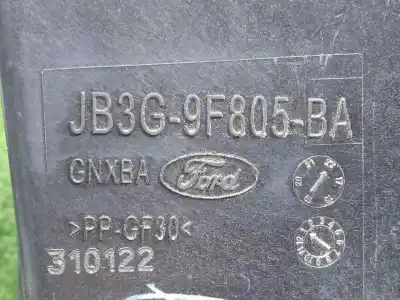 JB3G-9F805-BA
GNXBA Ford
>PP-GF30<
310122